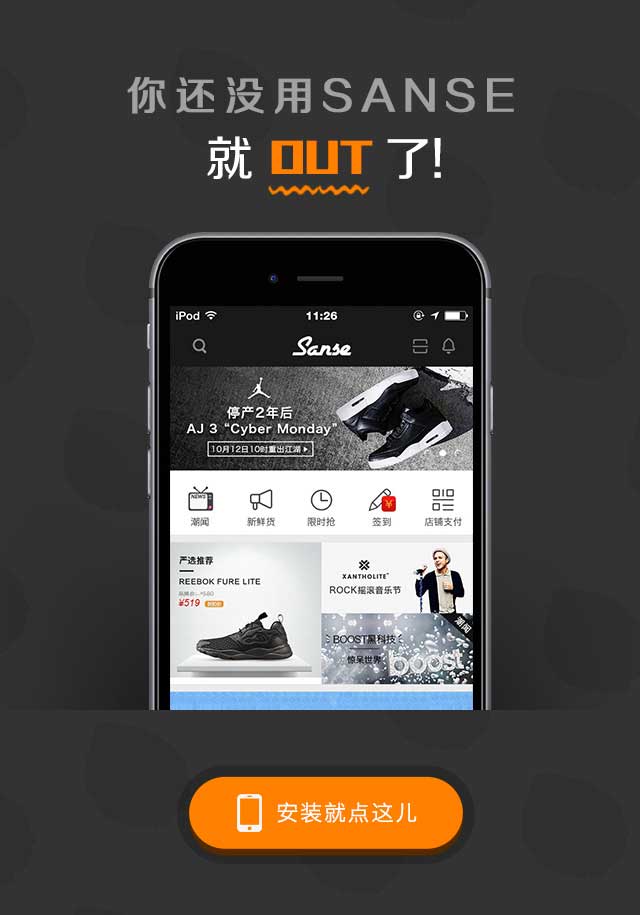 你还没用SANSE
就 OUT 了!
iPod
11:26
Sanse
停产2年后
AJ 3 “Cyber Monday”
10月12日10时重出江湖
NEWS
¥
潮闻
新鲜货
限时抢
签到
店铺支付
严选推荐
REEBOK FURE LITE
¥519
XANTHOLITE
ROCK摇滚音乐节
潮闻
BOOST黑科技
惊呆世界
boost
安装就点这儿